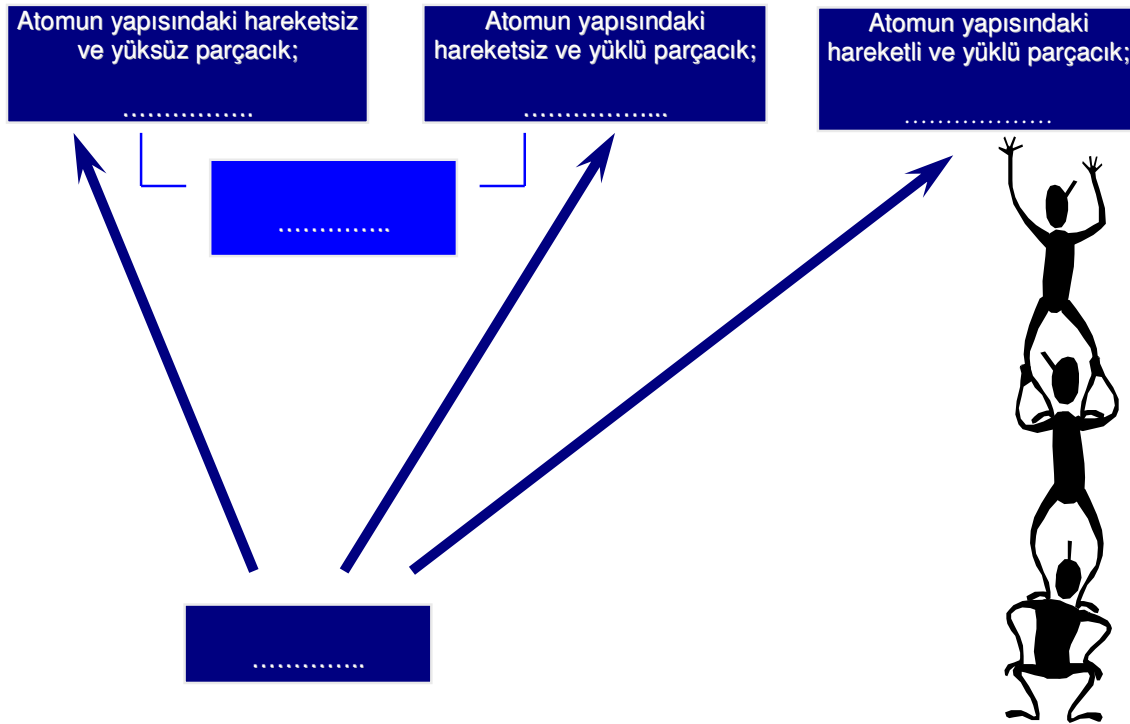 Atomun yapısındaki hareketsiz
ve yüksüz parçacık;
................
Atomun yapısındaki
hareketsiz ve yüklü parçacık;
..................
Atomun yapısındaki
hareketli ve yüklü parçacık;
..................
..............
..............